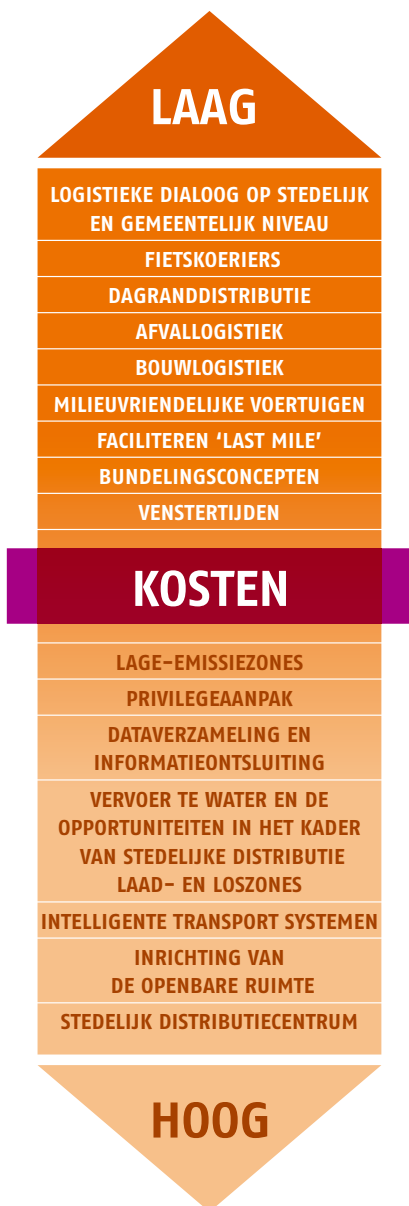 LAAG
LOGISTIEKE DIALOOG OP STEDELIJK
EN GEMEENTELIJK NIVEAU
FIETSKOERIERS
DAGRANDDISTRIBUTIE
AFVALLOGISTIEK
BOUWLOGISTIEK
MILIEUVRIENDELIJKE VOERTUIGEN
FACILITEREN ‘LAST MILE’
BUNDELINGSCONCEPTEN
VENSTERTIJDEN
KOSTEN
LAGE-EMISSIEZONES
PRIVILEGEAANPAK
DATAVERZAMELING EN
INFORMATIEONTSLUITING
VERVOER TE WATER EN DE
OPPORTUNITEITEN IN HET KADER
VAN STEDELIJKE DISTRIBUTIE
LAAD- EN LOSZONES
INTELLIGENTE TRANSPORT SYSTEMEN
INRICHTING VAN
DE OPENBARE RUIMTE
STEDELIJK DISTRIBUTIECENTRUM
HOOG